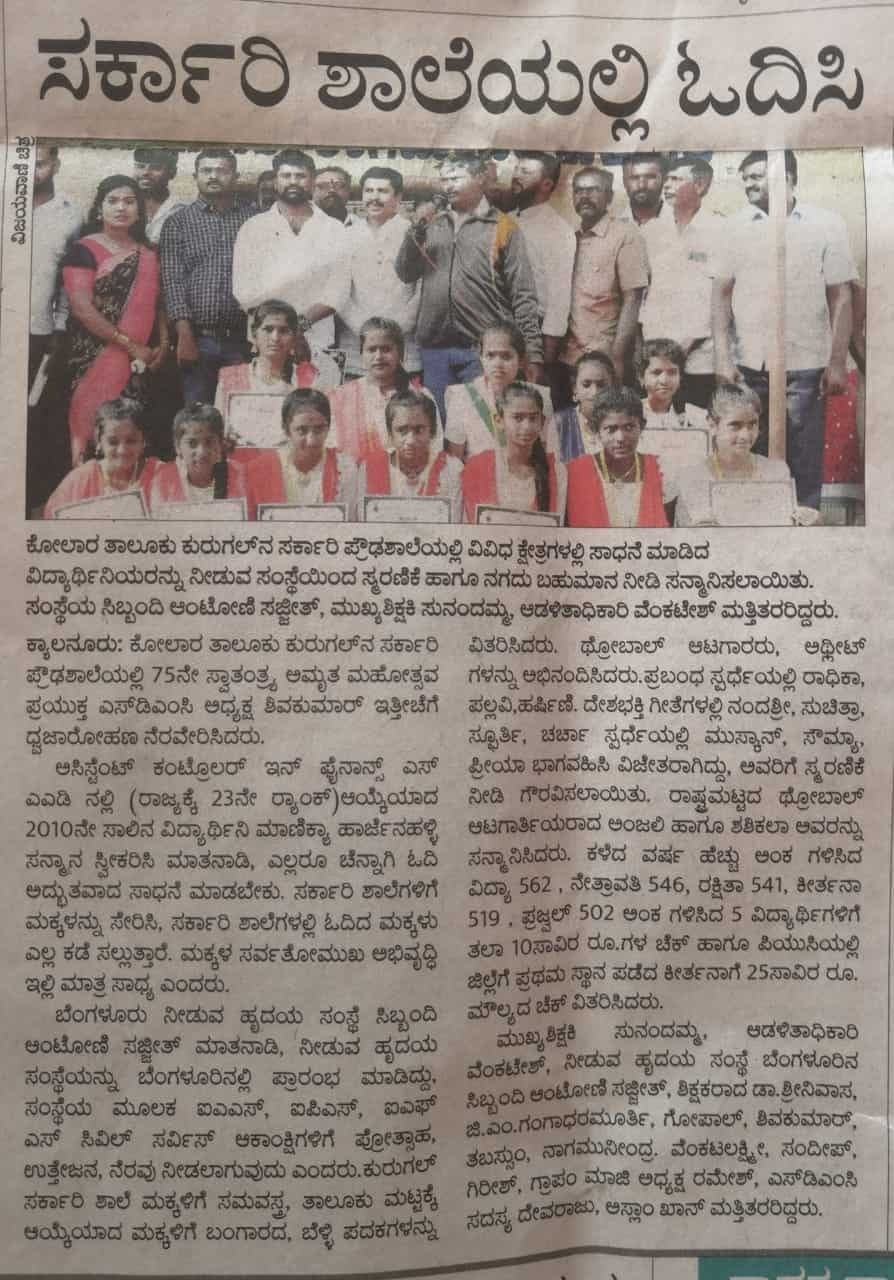 ಸರ್ಕಾರಿ ಶಾಲೆಯಲ್ಲಿ ಓದಿಸಿ
ವಿಜಯವಾಣಿ ಚಿತ್ರ
ಕೋಲಾರ ತಾಲೂಕು ಕುರುಗಲ್‌ನ ಸರ್ಕಾರಿ ಪ್ರೌಢಶಾಲೆಯಲ್ಲಿ ವಿವಿಧ ಕ್ಷೇತ್ರಗಳಲ್ಲಿ ಸಾಧನೆ ಮಾಡಿದ
ವಿದ್ಯಾರ್ಥಿನಿಯರನ್ನು ನೀಡುವ ಸಂಸ್ಥೆಯಿಂದ ಸ್ಮರಣಿಕೆ ಹಾಗೂ ನಗದು ಬಹುಮಾನ ನೀಡಿ ಸನ್ಮಾನಿಸಲಾಯಿತು.
ಸಂಸ್ಥೆಯ ಸಿಬ್ಬಂದಿ ಆಂಟೋಣಿ ಸಜ್ಜೀತ್, ಮುಖ್ಯಶಿಕ್ಷಕಿ ಸುನಂದಮ್ಮ, ಆಡಳಿತಾಧಿಕಾರಿ ವೆಂಕಟೇಶ್ ಮತ್ತಿತರರಿದ್ದರು.
ಕ್ಯಾಲನೂರು: ಕೋಲಾರ ತಾಲೂಕು ಕುರುಗಲ್‌ನ ಸರ್ಕಾರಿ
ಪ್ರೌಢಶಾಲೆಯಲ್ಲಿ 75ನೇ ಸ್ವಾತಂತ್ರ್ಯ ಅಮೃತ ಮಹೋತ್ಸವ
ಪ್ರಯುಕ್ತ ಎಸ್‌ಡಿಎಂಸಿ ಅಧ್ಯಕ್ಷ ಶಿವಕುಮಾರ್ ಇತ್ತೀಚೆಗೆ
ಧ್ವಜಾರೋಹಣ ನೆರವೇರಿಸಿದರು.
ಅಸಿಸ್ಟೆಂಟ್ ಕಂಟ್ರೋಲರ್ ಇನ್ ಫೈನಾನ್ಸ್ ಎಸ್
ಎಎಡಿ ನಲ್ಲಿ (ರಾಜ್ಯಕ್ಕೆ 23ನೇ ರ‍್ಯಾಂಕ್)ಆಯ್ಕೆಯಾದ
2010ನೇ ಸಾಲಿನ ವಿದ್ಯಾರ್ಥಿನಿ ಮಾಣಿಕ್ಯಾ ಹಾರ್ಜೆನಹಳ್ಳಿ
ಸನ್ಮಾನ ಸ್ವೀಕರಿಸಿ ಮಾತನಾಡಿ, ಎಲ್ಲರೂ ಚೆನ್ನಾಗಿ ಓದಿ
ಅದ್ಭುತವಾದ ಸಾಧನೆ ಮಾಡಬೇಕು. ಸರ್ಕಾರಿ ಶಾಲೆಗಳಿಗೆ
ಮಕ್ಕಳನ್ನು ಸೇರಿಸಿ, ಸರ್ಕಾರಿ ಶಾಲೆಗಳಲ್ಲಿ ಓದಿದ ಮಕ್ಕಳು
ಎಲ್ಲ ಕಡೆ ಸಲ್ಲುತ್ತಾರೆ. ಮಕ್ಕಳ ಸರ್ವತೋಮುಖ ಅಭಿವೃದ್ಧಿ
ಇಲ್ಲಿ ಮಾತ್ರ ಸಾಧ್ಯ ಎಂದರು.
ಬೆಂಗಳೂರು ನೀಡುವ ಹೃದಯ ಸಂಸ್ಥೆ ಸಿಬ್ಬಂದಿ
ಆಂಟೋಣಿ ಸಜ್ಜೀತ್ ಮಾತನಾಡಿ, ನೀಡುವ ಹೃದಯ
ಸಂಸ್ಥೆಯನ್ನು ಬೆಂಗಳೂರಿನಲ್ಲಿ ಪ್ರಾರಂಭ ಮಾಡಿದ್ದು,
ಸಂಸ್ಥೆಯ ಮೂಲಕ ಐಎಎಸ್, ಐಪಿಎಸ್, ಐಎಫ್
ಎಸ್ ಸಿವಿಲ್ ಸರ್ವಿಸ್ ಆಕಾಂಕ್ಷಿಗಳಿಗೆ ಪ್ರೋತ್ಸಾಹ,
ಉತ್ತೇಜನ, ನೆರವು ನೀಡಲಾಗುವುದು ಎಂದರು.ಕುರುಗಲ್
ಸರ್ಕಾರಿ ಶಾಲೆ ಮಕ್ಕಳಿಗೆ ಸಮವಸ್ತ್ರ, ತಾಲೂಕು ಮಟ್ಟಕ್ಕೆ
ಆಯ್ಕೆಯಾದ ಮಕ್ಕಳಿಗೆ ಬಂಗಾರದ, ಬೆಳ್ಳಿ ಪದಕಗಳನ್ನು
ವಿತರಿಸಿದರು. ಥ್ರೋಬಾಲ್ ಆಟಗಾರರು, ಅಥ್ಲೀಟ್
ಗಳನ್ನು ಅಭಿನಂದಿಸಿದರು.ಪ್ರಬಂಧ ಸ್ಪರ್ಧೆಯಲ್ಲಿ ರಾಧಿಕಾ,
ಪಲ್ಲವಿ,ಹರ್ಷಿಣಿ. ದೇಶಭಕ್ತಿ ಗೀತೆಗಳಲ್ಲಿ ನಂದಶ್ರೀ, ಸುಚಿತ್ರಾ,
ಸ್ಫೂರ್ತಿ, ಚರ್ಚಾ ಸ್ಪರ್ಧೆಯಲ್ಲಿ ಮುಸ್ಕಾನ್, ಸೌಮ್ಯಾ,
ಪ್ರೀಯಾ ಭಾಗವಹಿಸಿ ವಿಜೇತರಾಗಿದ್ದು, ಅವರಿಗೆ ಸ್ಮರಣಿಕೆ
ನೀಡಿ ಗೌರವಿಸಲಾಯಿತು. ರಾಷ್ಟ್ರಮಟ್ಟದ ಥ್ರೋಬಾಲ್
ಆಟಗಾರ್ತಿಯರಾದ ಅಂಜಲಿ ಹಾಗೂ ಶಶಿಕಲಾ ಅವರನ್ನು
ಸನ್ಮಾನಿಸಿದರು. ಕಳೆದ ವರ್ಷ ಹೆಚ್ಚು ಅಂಕ ಗಳಿಸಿದ
ವಿದ್ಯಾ 562 , ನೇತ್ರಾವತಿ 546, ರಕ್ಷಿತಾ 541, ಕೀರ್ತನಾ
519 , ಪ್ರಜ್ವಲ್ 502 ಅಂಕ ಗಳಿಸಿದ 5 ವಿದ್ಯಾರ್ಥಿಗಳಿಗೆ
ತಲಾ 10ಸಾವಿರ ರೂ.ಗಳ ಚೆಕ್ ಹಾಗೂ ಪಿಯುಸಿಯಲ್ಲಿ
ಜಿಲ್ಲೆಗೆ ಪ್ರಥಮ ಸ್ಥಾನ ಪಡೆದ ಕೀರ್ತನಾಗೆ 25ಸಾವಿರ ರೂ.
ಮೌಲ್ಯದ ಚೆಕ್ ವಿತರಿಸಿದರು.
ಮುಖ್ಯಶಿಕ್ಷಕಿ ಸುನಂದಮ್ಮ, ಆಡಳಿತಾಧಿಕಾರಿ
ವೆಂಕಟೇಶ್, ನೀಡುವ ಹೃದಯ ಸಂಸ್ಥೆ ಬೆಂಗಳೂರಿನ
ಸಿಬ್ಬಂದಿ ಆಂಟೋಣಿ ಸಜ್ಜೀತ್, ಶಿಕ್ಷಕರಾದ ಡಾ.ಶ್ರೀನಿವಾಸ,
ಜಿ.ಎಂ.ಗಂಗಾಧರಮೂರ್ತಿ, ಗೋಪಾಲ್, ಶಿವಕುಮಾರ್,
ತಬಸ್ಸುಂ, ನಾಗಮುನೀಂದ್ರ. ವೆಂಕಟಲಕ್ಷ್ಮೀ, ಸಂದೀಪ್,
ಗಿರೀಶ್, ಗ್ರಾಪಂ ಮಾಜಿ ಅಧ್ಯಕ್ಷ ರಮೇಶ್, ಎಸ್‌ಡಿಎಂಸಿ
ಸದಸ್ಯ ದೇವರಾಜು, ಅಸ್ಲಾಂ ಖಾನ್ ಮತ್ತಿತರರಿದ್ದರು.